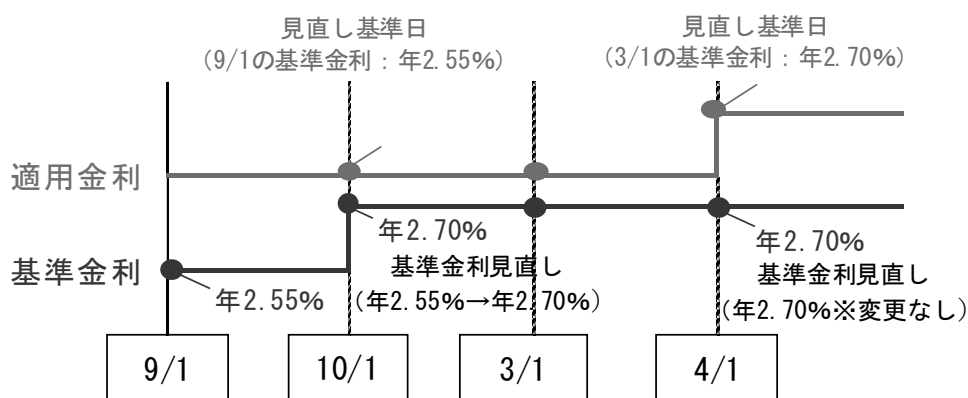 見直し基準日
（9/1の基準金利：年2.55%）
見直し基準日
（3/1の基準金利：年2.70%）
適用金利
基準金利
年2.55%
年2.70%
基準金利見直し
（年2.55%→年2.70%）
年2.70%
基準金利見直し
（年2.70%※変更なし）
9/1
10/1
3/1
4/1